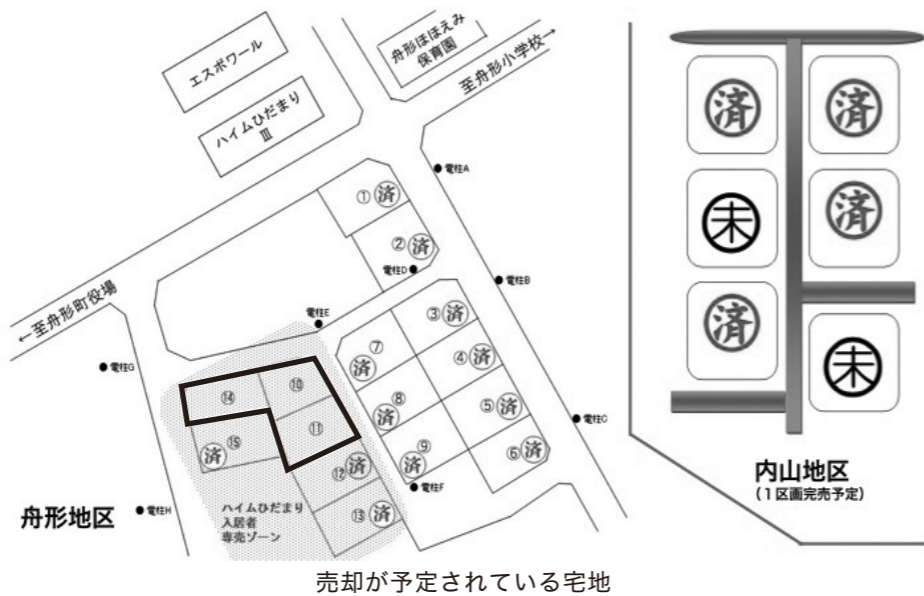 エスポワール
ハイムひだまり
Ⅲ
舟形ほほえみ
保育園
至舟形小学校→
←至舟形町役場
電柱A
電柱B
電柱C
電柱D
電柱E
電柱F
電柱G
電柱H
①済
②済
③済
④済
⑤済
⑥済
⑦済
⑧済
⑨済
⑩
⑪
⑫済
⑬済
⑭
⑮済
ハイムひだまり
入居者
専売ゾーン
舟形地区
済
済
未
済
済
未
内山地区
(1区画完売予定)
売却が予定されている宅地